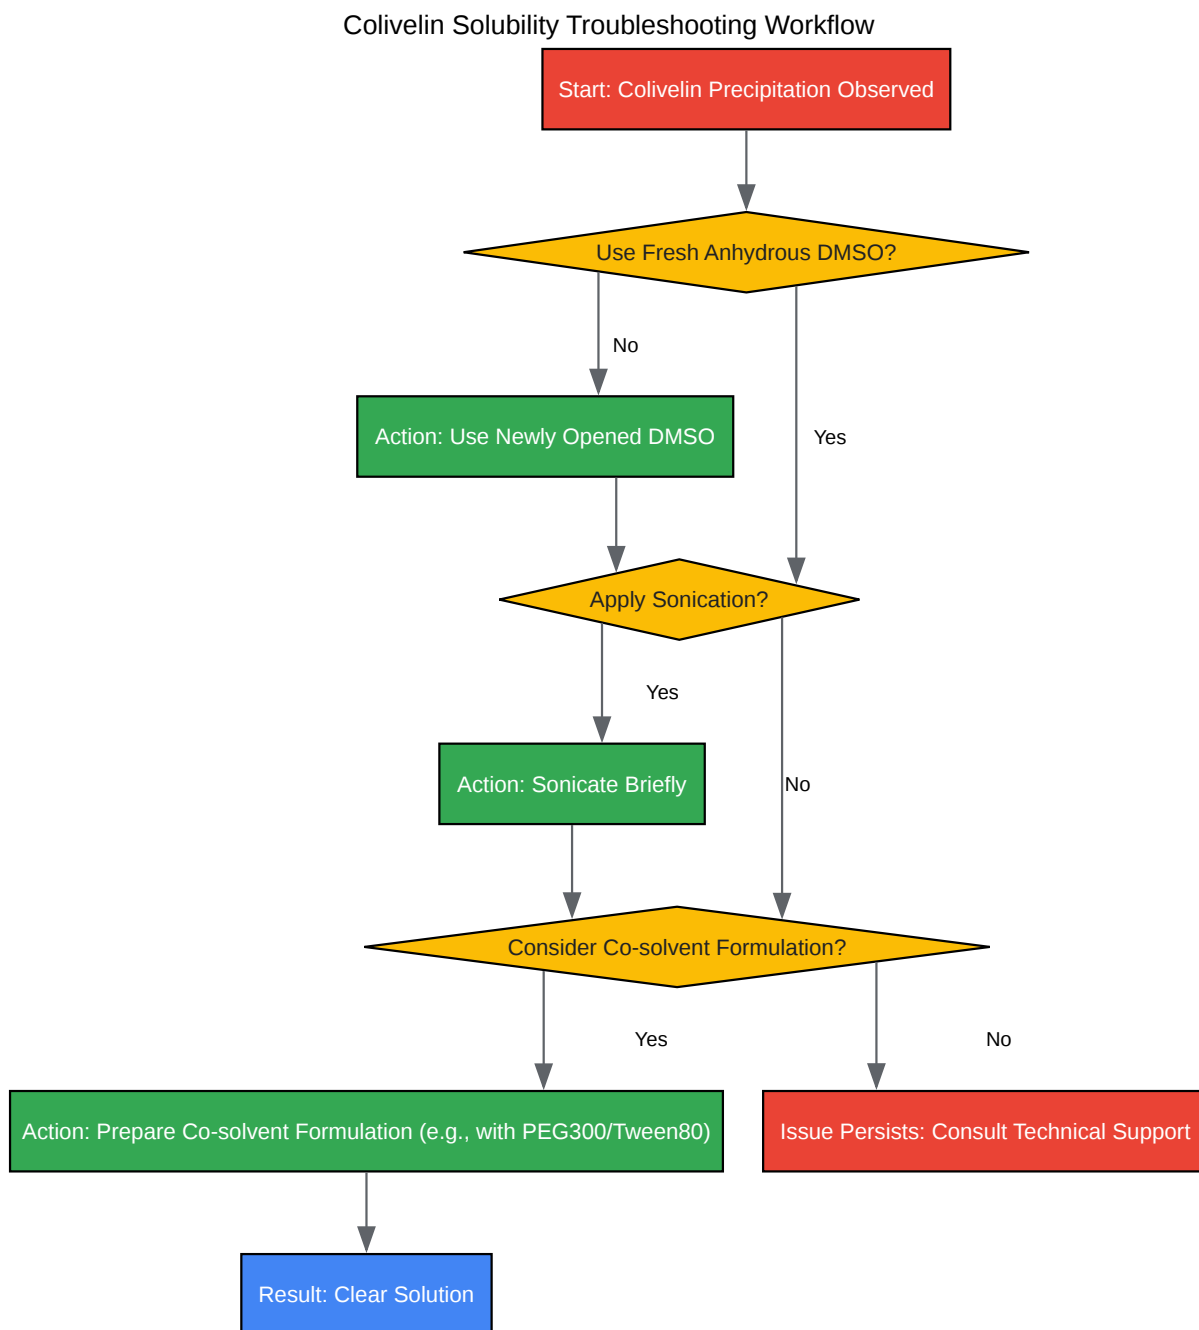 Colivelin Solubility Troubleshooting Workflow
Start: Colivelin Precipitation Observed
Use Fresh Anhydrous DMSO?
No
Action: Use Newly Opened DMSO
Yes
Apply Sonication?
Yes
Action: Sonicate Briefly
No
Consider Co-solvent Formulation?
Yes
No
Action: Prepare Co-solvent Formulation (e.g., with PEG300/Tween80)
Issue Persists: Consult Technical Support
Result: Clear Solution